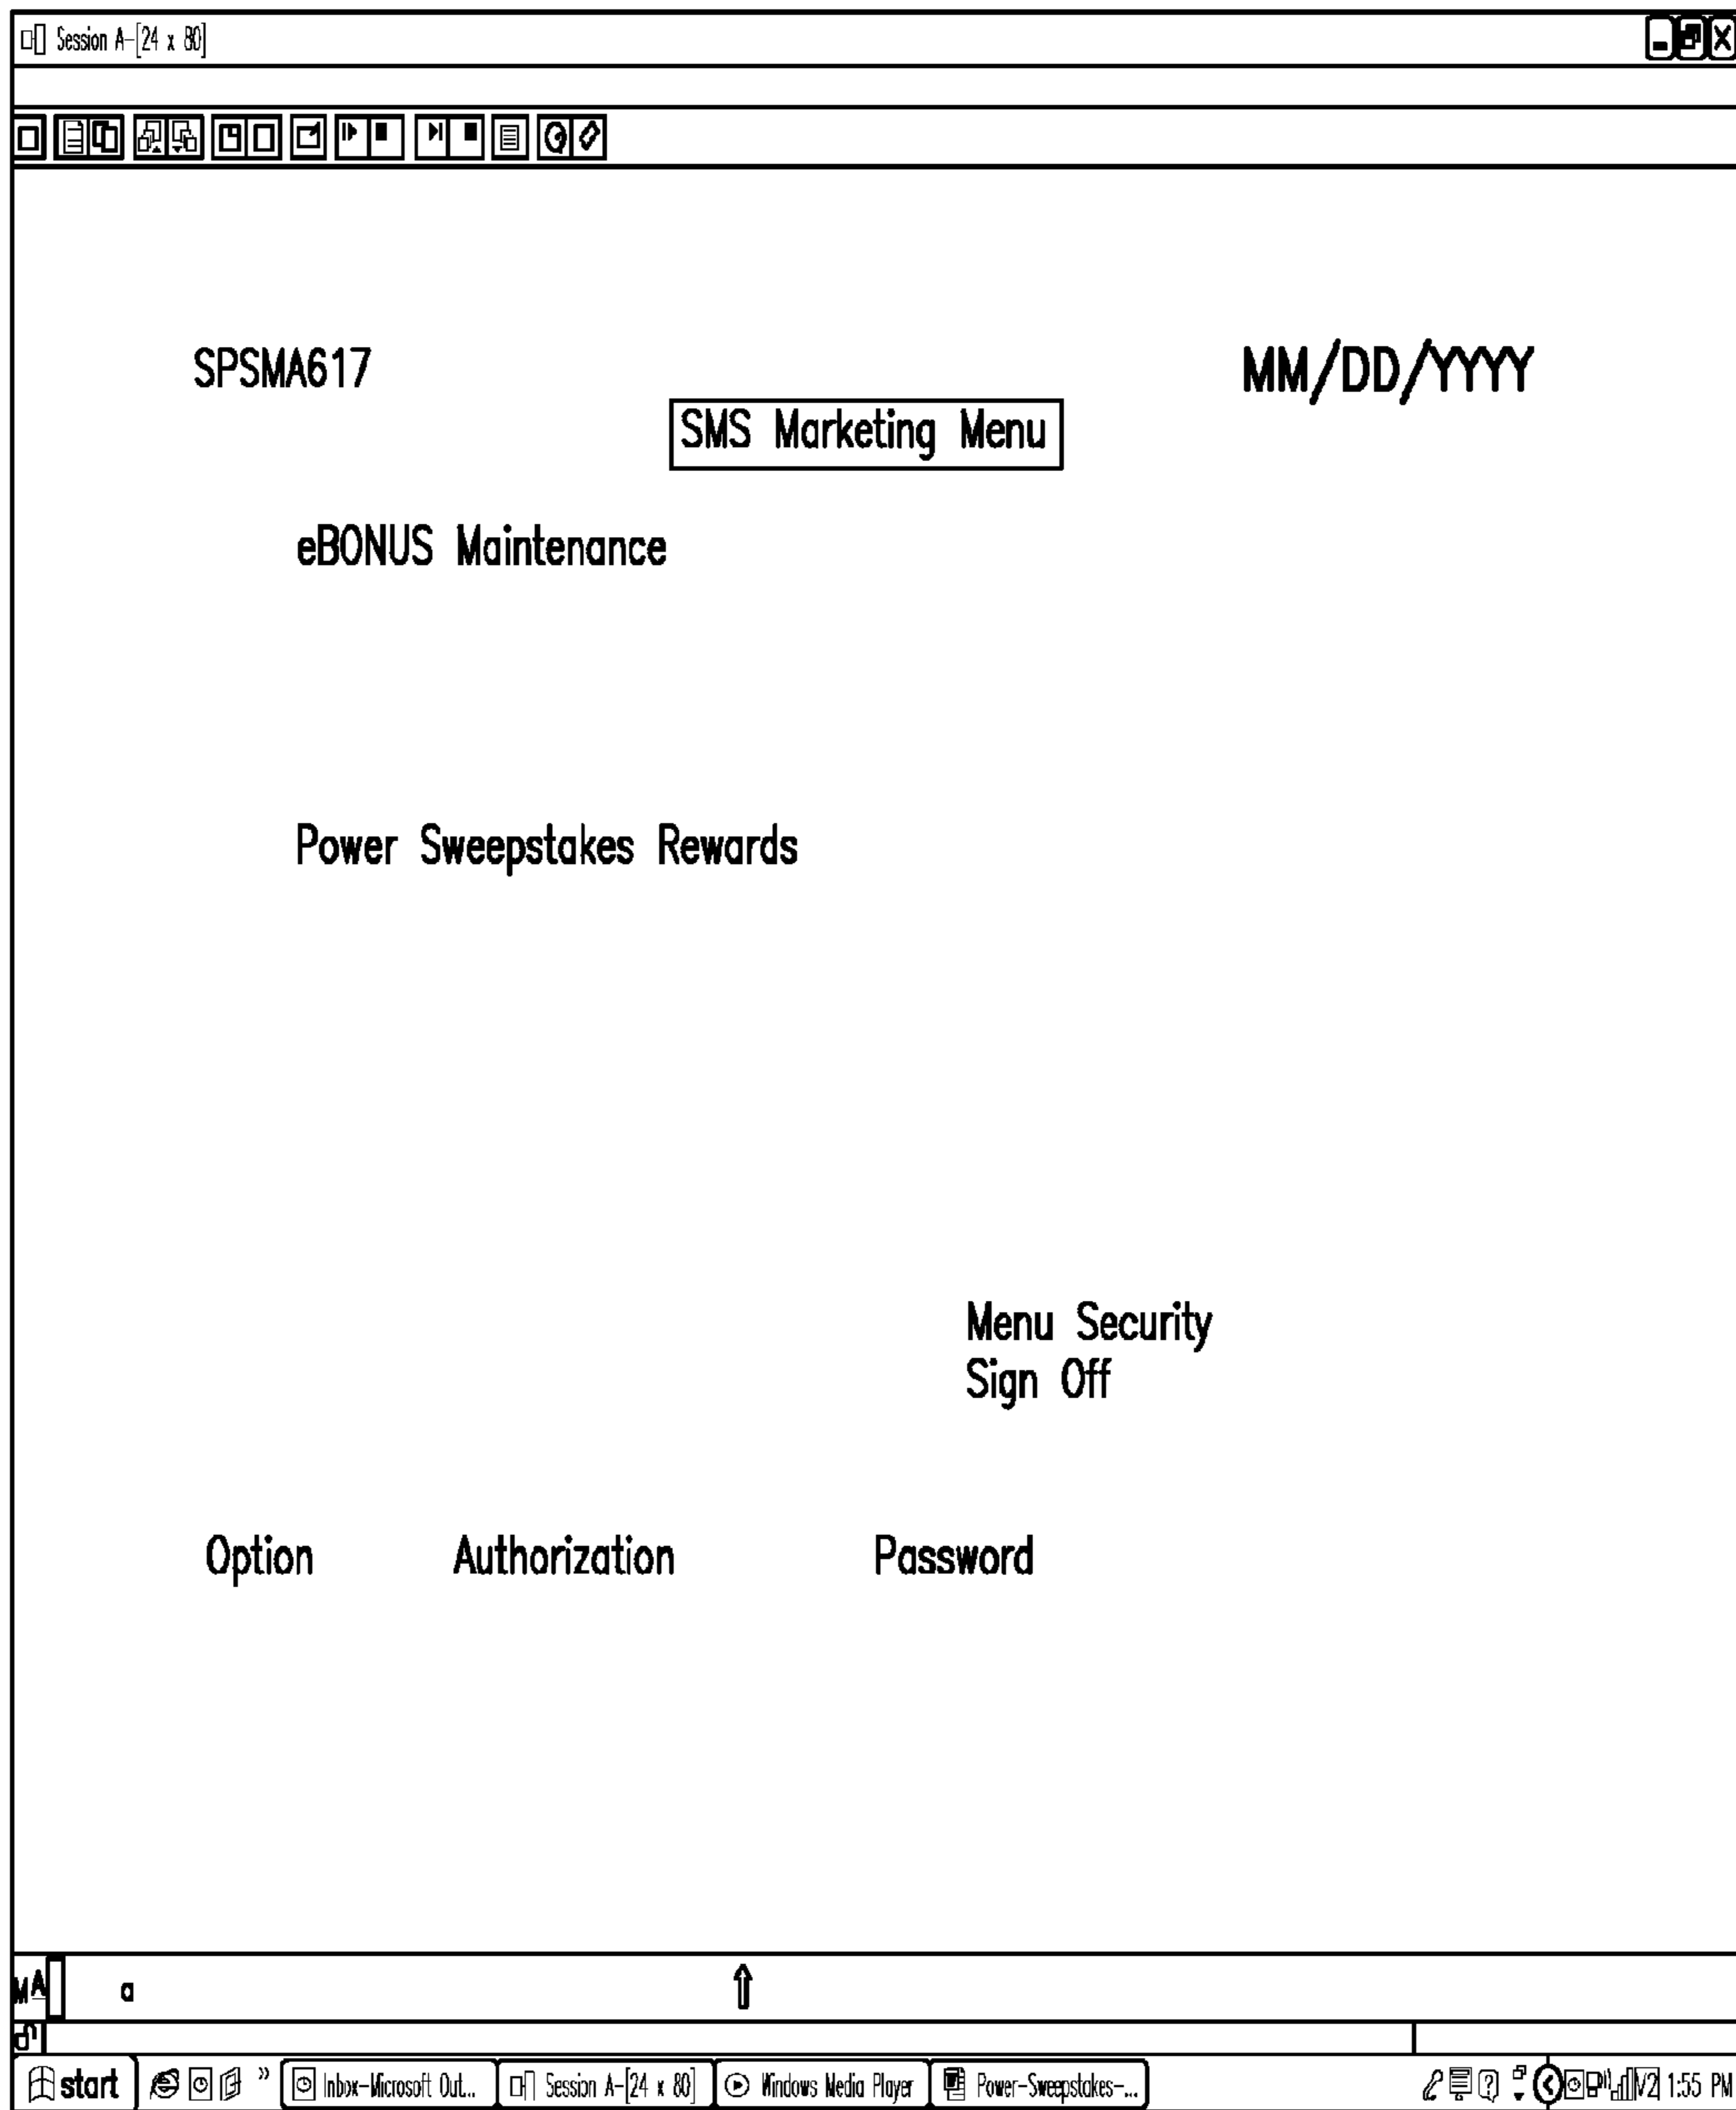 Session A-[24 x 80]
SPSMA617 MM/DD/YYYY
SMS Marketing Menu
eBONUS Maintenance
Power Sweepstakes Rewards
Menu Security
Sign Off
Option Authorization Password
MA a
start » Inbox-Microsoft Out... Session A-[24 x 80] Windows Media Player Power-Sweepstakes-... V2 1:55 PM